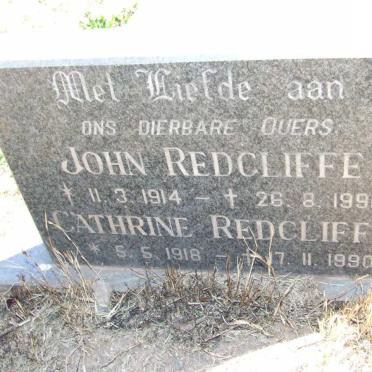 Met Liefde aan
ONS DIERBARE OUERS
JOHN REDCLIFFE
* 11. 3. 1914 – † 26. 8. 199
CATHRINE REDCLIFF
* 5. 5. 1918 – † 17. 11. 1990